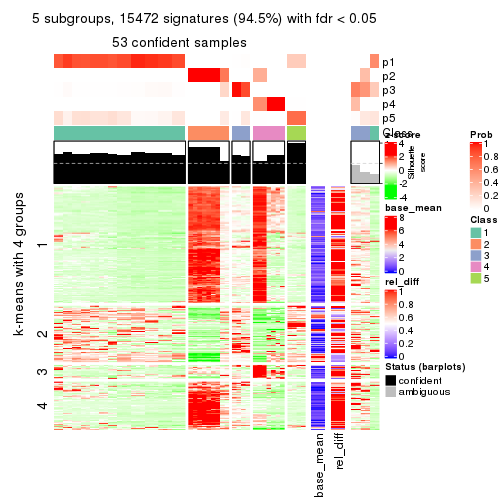 5 subgroups, 15472 signatures (94.5%) with fdr < 0.05
53 confident samples
p1
p2
p3
p4
p5
Class
Silhouette
score
k-means with 4 groups
1
2
3
4
base_mean
rel_diff
z-score
4
2
0
-2
-4
base_mean
8
6
4
2
0
rel_diff
1
0.8
0.6
0.4
0.2
0
Status (barplots)
confident
ambiguous
Prob
1
0.8
0.6
0.4
0.2
0
Class
1
2
3
4
5